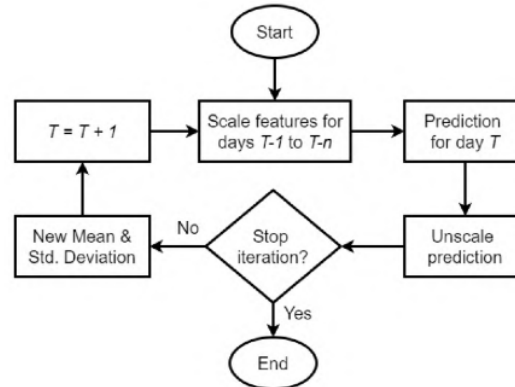 Start
T = T + 1
Scale features for
days T-1 to T-n
Prediction
for day T
New Mean &
Std. Deviation
No
Stop
iteration?
Unscale
prediction
Yes
End